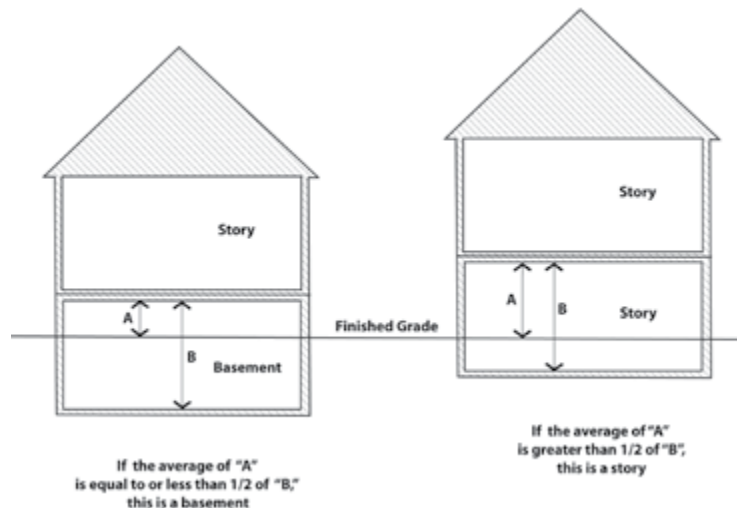 Story
A
B
Basement
Finished Grade
Story
A
B
Story
If the average of "A"
is equal to or less than 1/2 of "B,"
this is a basement
If the average of "A"
is greater than 1/2 of "B",
this is a story